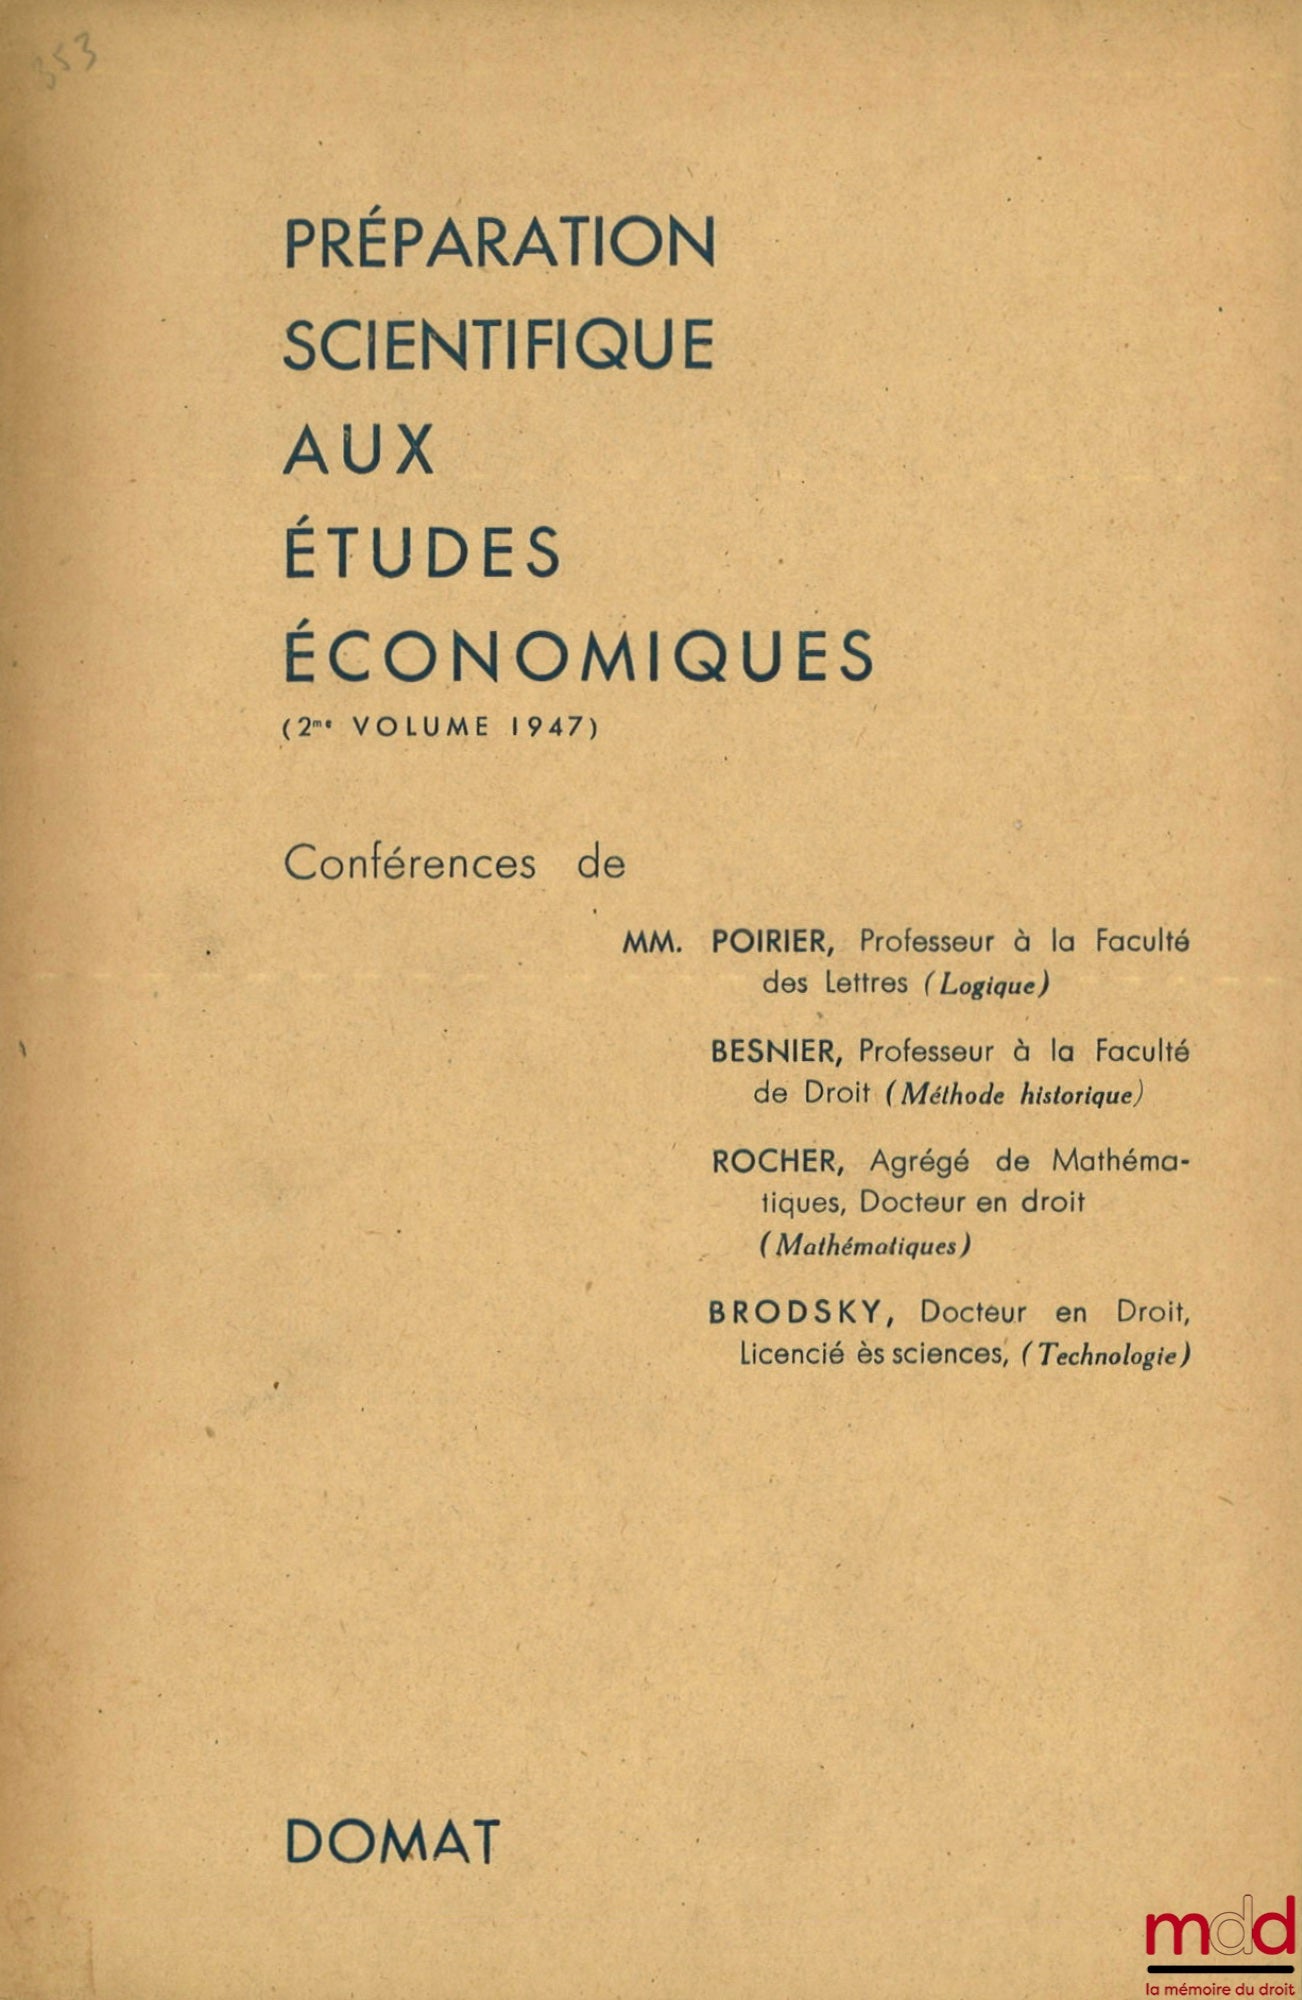 353
PRÉPARATION
SCIENTIFIQUE
AUX
ÉTUDES
ÉCONOMIQUES
(2me VOLUME 1947)
Conférences de
MM. POIRIER, Professeur à la Faculté
des Lettres (Logique)
BESNIER, Professeur à la Faculté
de Droit (Méthode historique)
ROCHER, Agrégé de Mathéma-
tiques, Docteur en droit
(Mathématiques)
BRODSKY, Docteur en Droit,
Licencié ès sciences, (Technologie)
DOMAT
mdd
la mémoire du droit